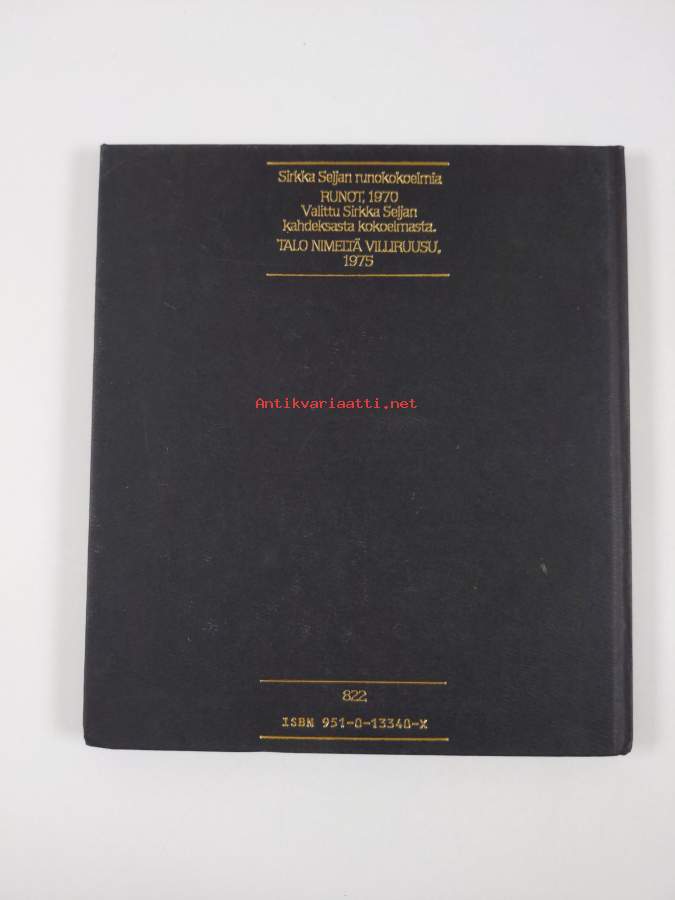 Sirkka Seljan runokokoelmia
RUNOT, 1970
Valittu Sirkka Seljan
kahdeksasta kokoelmasta.
TALO NIMELTÄ VILLIRUUSU,
1975
Antikvariaatti.net
822
ISBN 951-0-13340-X